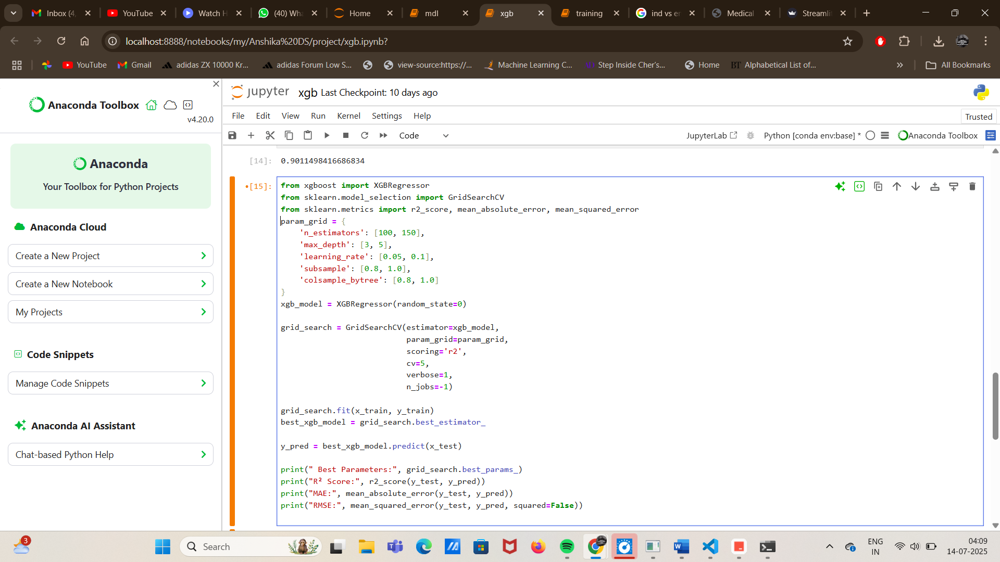 Inbox (4,
YouTube
Watch H
(40) Wha
Home
mdl
xgb
training
ind vs en
Medical
Streamli
localhost:8888/notebooks/my/Anshika%20DS/project/xgb.ipynb?
YouTube
Gmail
adidas ZX 10000 Kr...
adidas Forum Low S...
view-source:https://...
Machine Learning C...
Step Inside Cher's...
Home
BT Alphabetical List of...
All Bookmarks
Anaconda Toolbox
v4.20.0
Anaconda
Your Toolbox for Python Projects
Anaconda Cloud
Create a New Project
Create a New Notebook
My Projects
Code Snippets
Manage Code Snippets
Anaconda AI Assistant
Chat-based Python Help
jupyter xgb Last Checkpoint: 10 days ago
File Edit View Run Kernel Settings Help
Trusted
Code
JupyterLab
Python [conda env:base] *
Anaconda Toolbox
[14]: 0.9011498416686834
•[15]: from xgboost import XGBRegressor
from sklearn.model_selection import GridSearchCV
from sklearn.metrics import r2_score, mean_absolute_error, mean_squared_error
param_grid = {
    'n_estimators': [100, 150],
    'max_depth': [3, 5],
    'learning_rate': [0.05, 0.1],
    'subsample': [0.8, 1.0],
    'colsample_bytree': [0.8, 1.0]
}
xgb_model = XGBRegressor(random_state=0)
grid_search = GridSearchCV(estimator=xgb_model,
                           param_grid=param_grid,
                           scoring='r2',
                           cv=5,
                           verbose=1,
                           n_jobs=-1)
grid_search.fit(x_train, y_train)
best_xgb_model = grid_search.best_estimator_
y_pred = best_xgb_model.predict(x_test)
print(" Best Parameters:", grid_search.best_params_)
print("R² Score:", r2_score(y_test, y_pred))
print("MAE:", mean_absolute_error(y_test, y_pred))
print("RMSE:", mean_squared_error(y_test, y_pred, squared=False))
3
Search
ENG
IN
04:09
14-07-2025